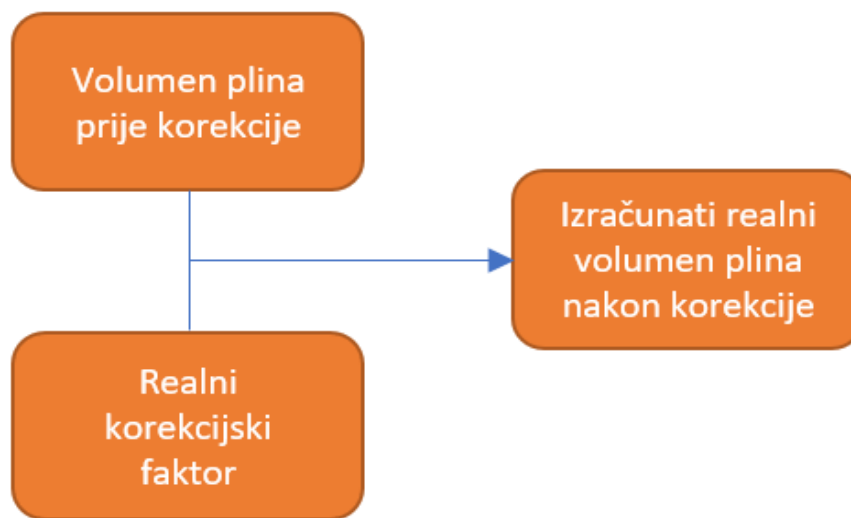 Volumen plina
prije korekcije
Izračunati realni
volumen plina
nakon korekcije
Realni
korekcijski
faktor